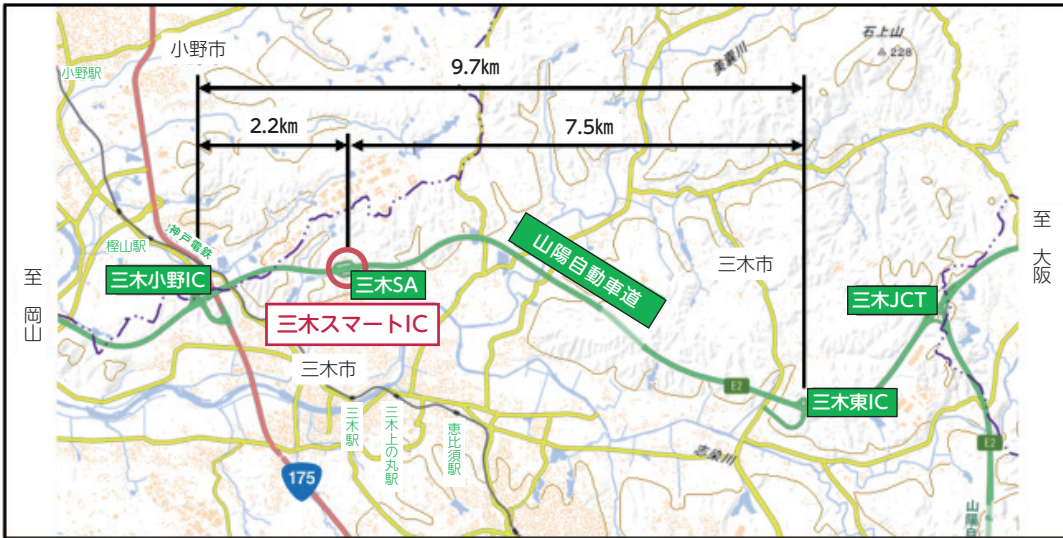 小野市
石上山
228
小野駅
美嚢川
9.7km
2.2km
7.5km
神戸電鉄
樫山駅
至 岡山
三木小野IC
三木SA
三木スマートIC
山陽自動車道
三木市
三木JCT
至 大阪
三木市
E2
三木東IC
三木駅
三木上の丸駅
恵比須駅
志染川
175
E2
山陽自